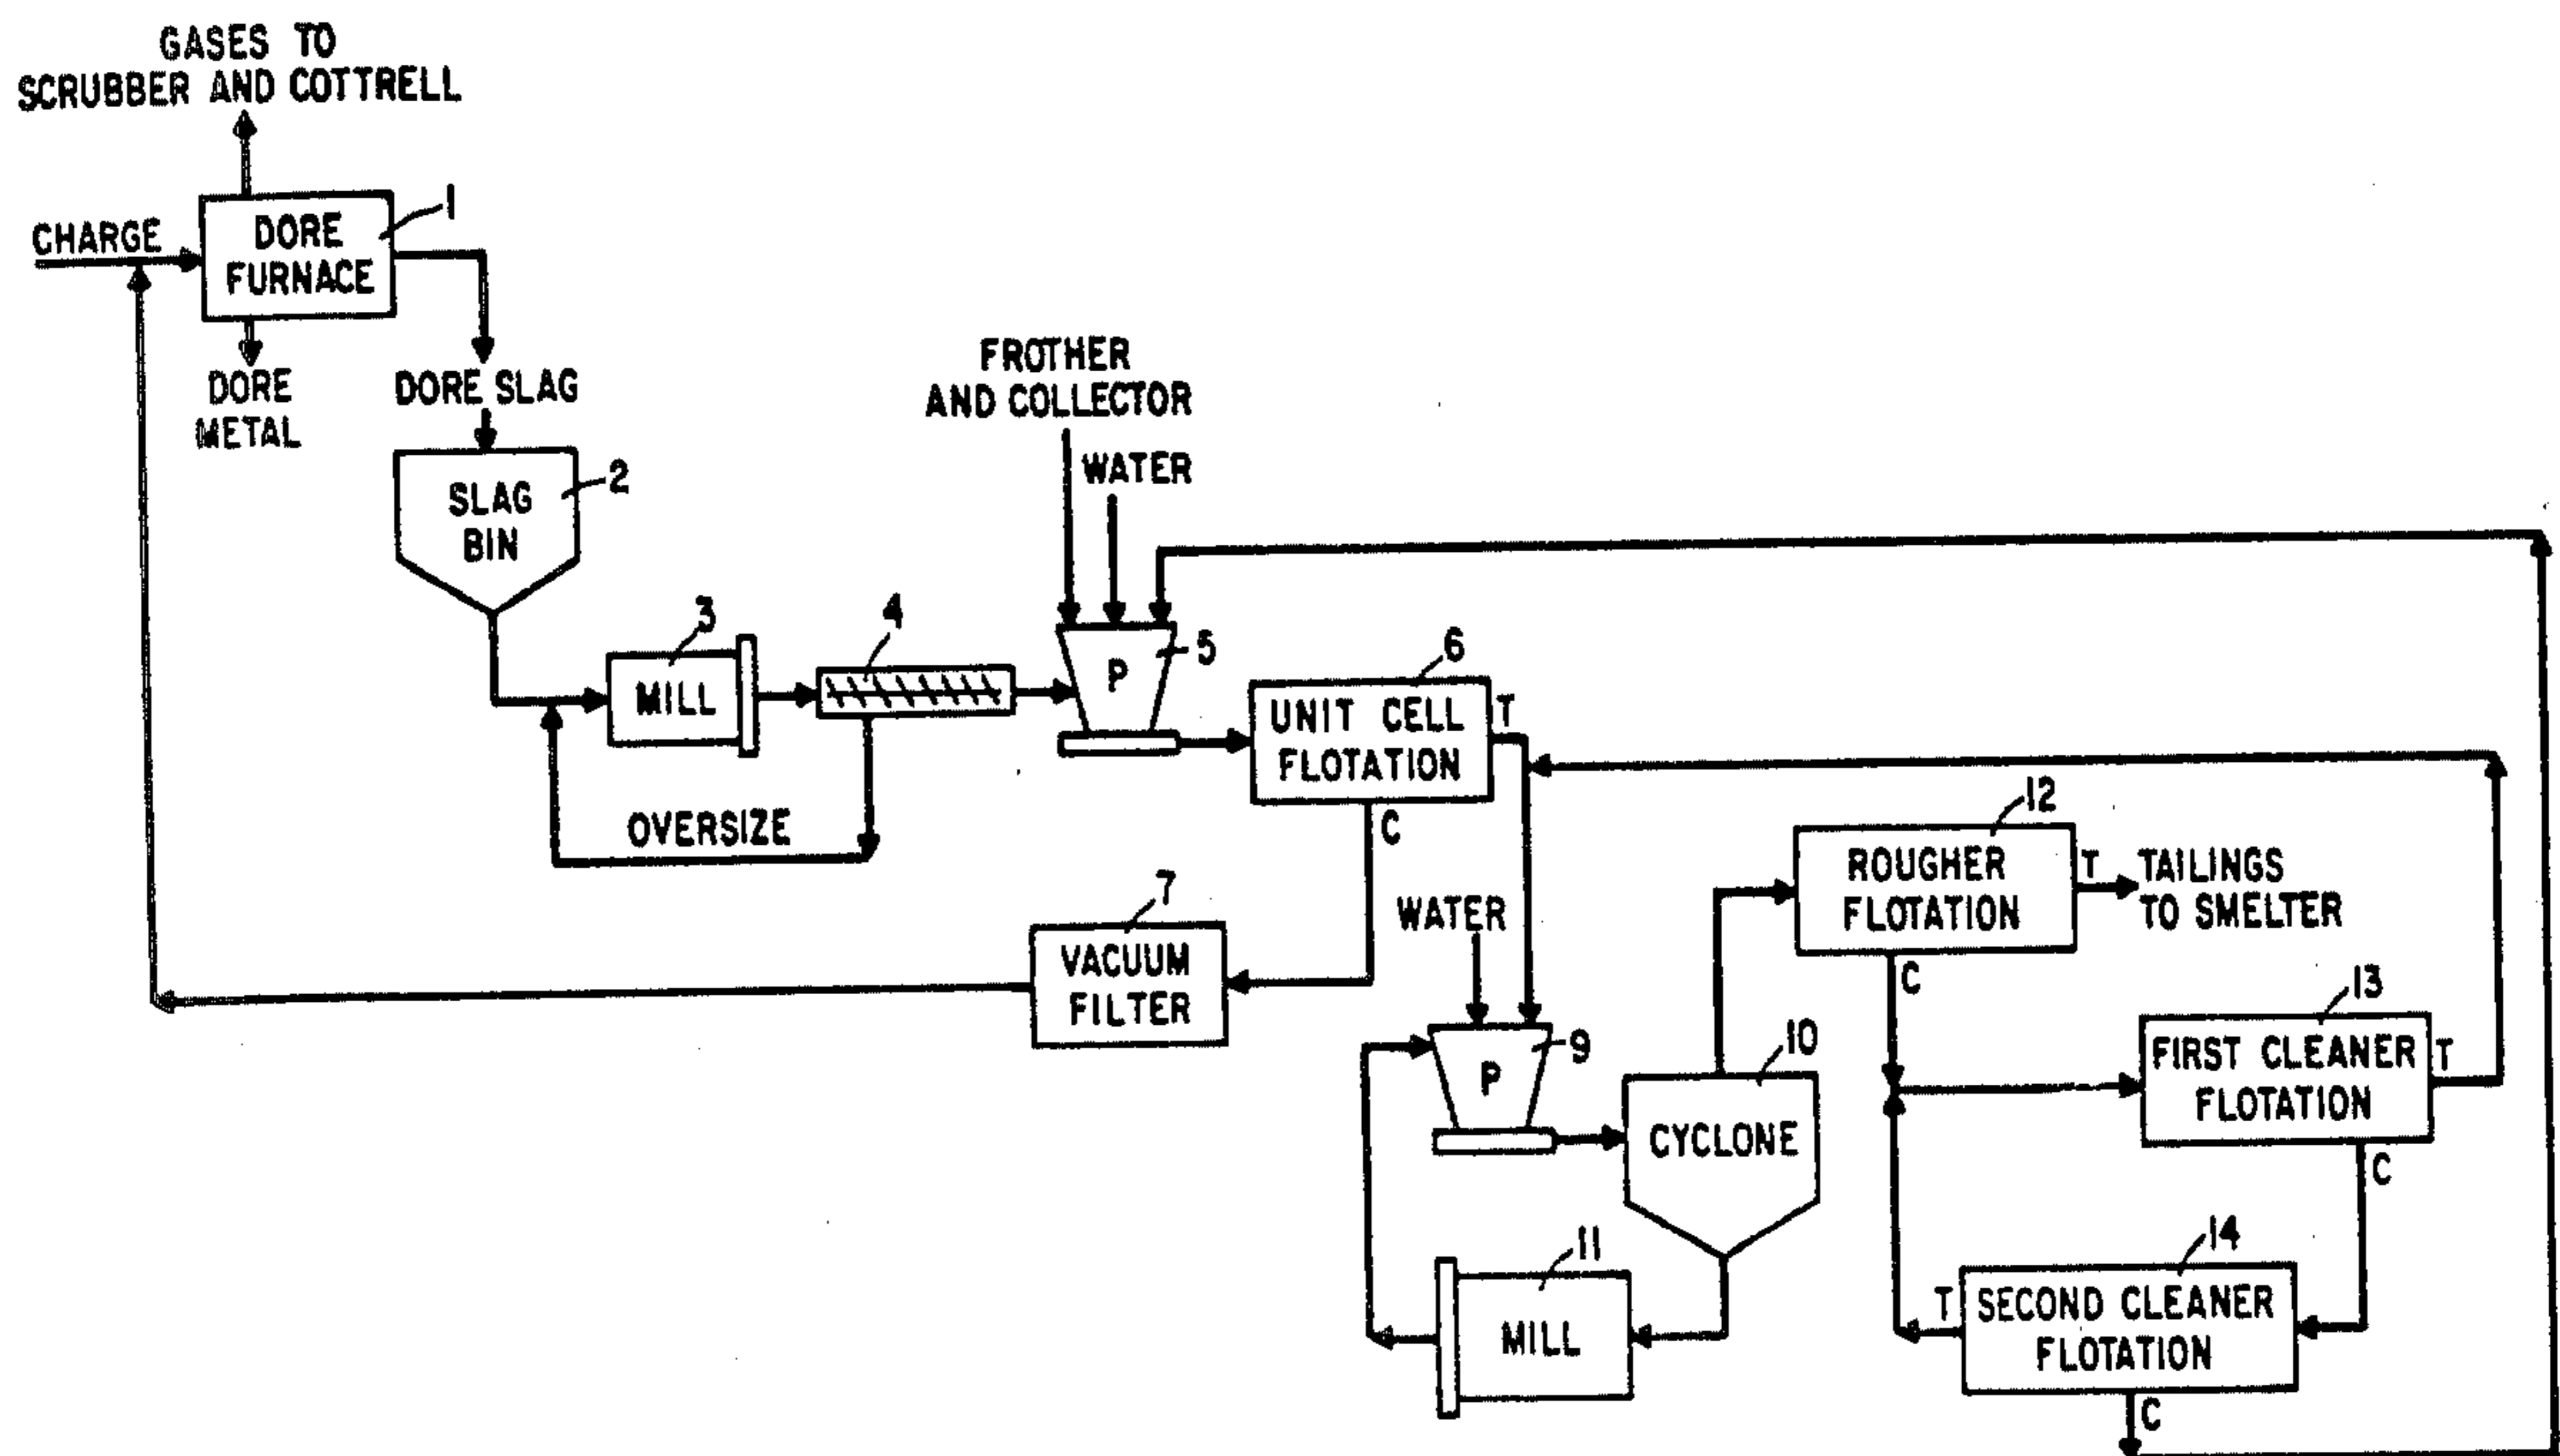 GASES TO
SCRUBBER AND COTTRELL
CHARGE
DORE
FURNACE
1
DORE
METAL
DORE SLAG
SLAG
BIN
2
3
MILL
4
OVERSIZE
FROTHER
AND COLLECTOR
WATER
P
5
6
UNIT CELL
FLOTATION
T
C
7
VACUUM
FILTER
WATER
P
9
10
CYCLONE
11
MILL
12
ROUGHER
FLOTATION
T
TAILINGS
TO SMELTER
C
13
FIRST CLEANER
FLOTATION
T
C
14
T
SECOND CLEANER
FLOTATION
C